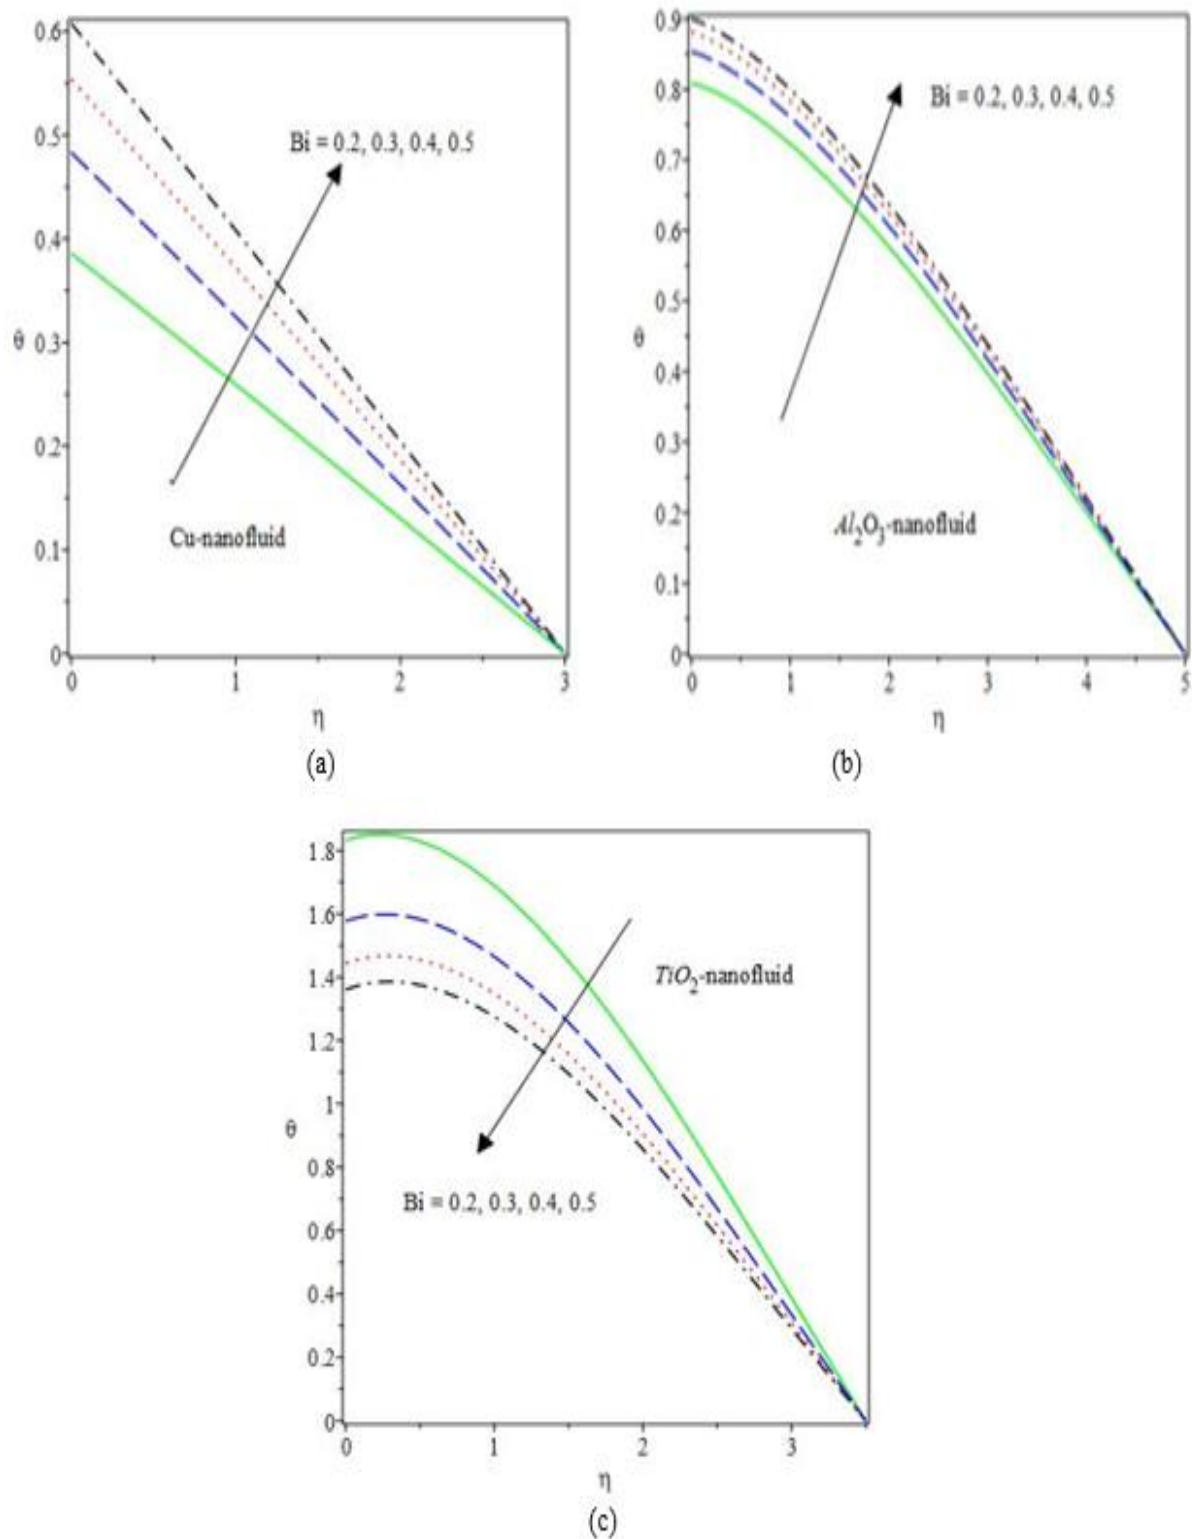 0.6
0.5
0.4
0.3
0.2
0.1
0
θ
Bi = 0.2, 0.3, 0.4, 0.5
Cu-nanofluid
0 1 2 3
η
(a)
0.9
0.8
0.7
0.6
0.5
0.4
0.3
0.2
0.1
0
θ
Bi = 0.2, 0.3, 0.4, 0.5
Al₂O₃-nanofluid
0 1 2 3 4 5
η
(b)
1.8
1.6
1.4
1.2
1
0.8
0.6
0.4
0.2
0
θ
TiO₂-nanofluid
Bi = 0.2, 0.3, 0.4, 0.5
0 1 2 3
η
(c)